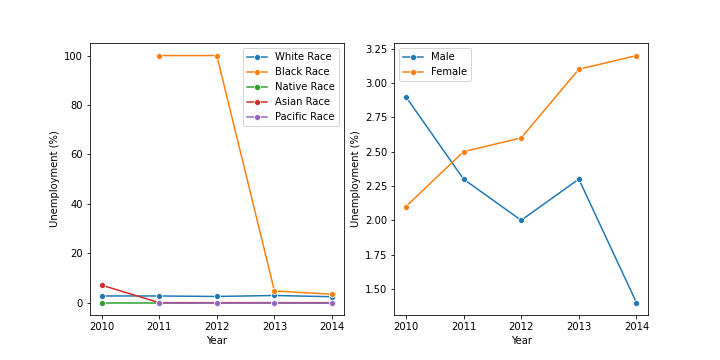 100
80
60
40
20
0
Unemployment (%)
2010
2011
2012
2013
2014
Year
White Race
Black Race
Native Race
Asian Race
Pacific Race
3.25
3.00
2.75
2.50
2.25
2.00
1.75
1.50
Unemployment (%)
2010
2011
2012
2013
2014
Year
Male
Female